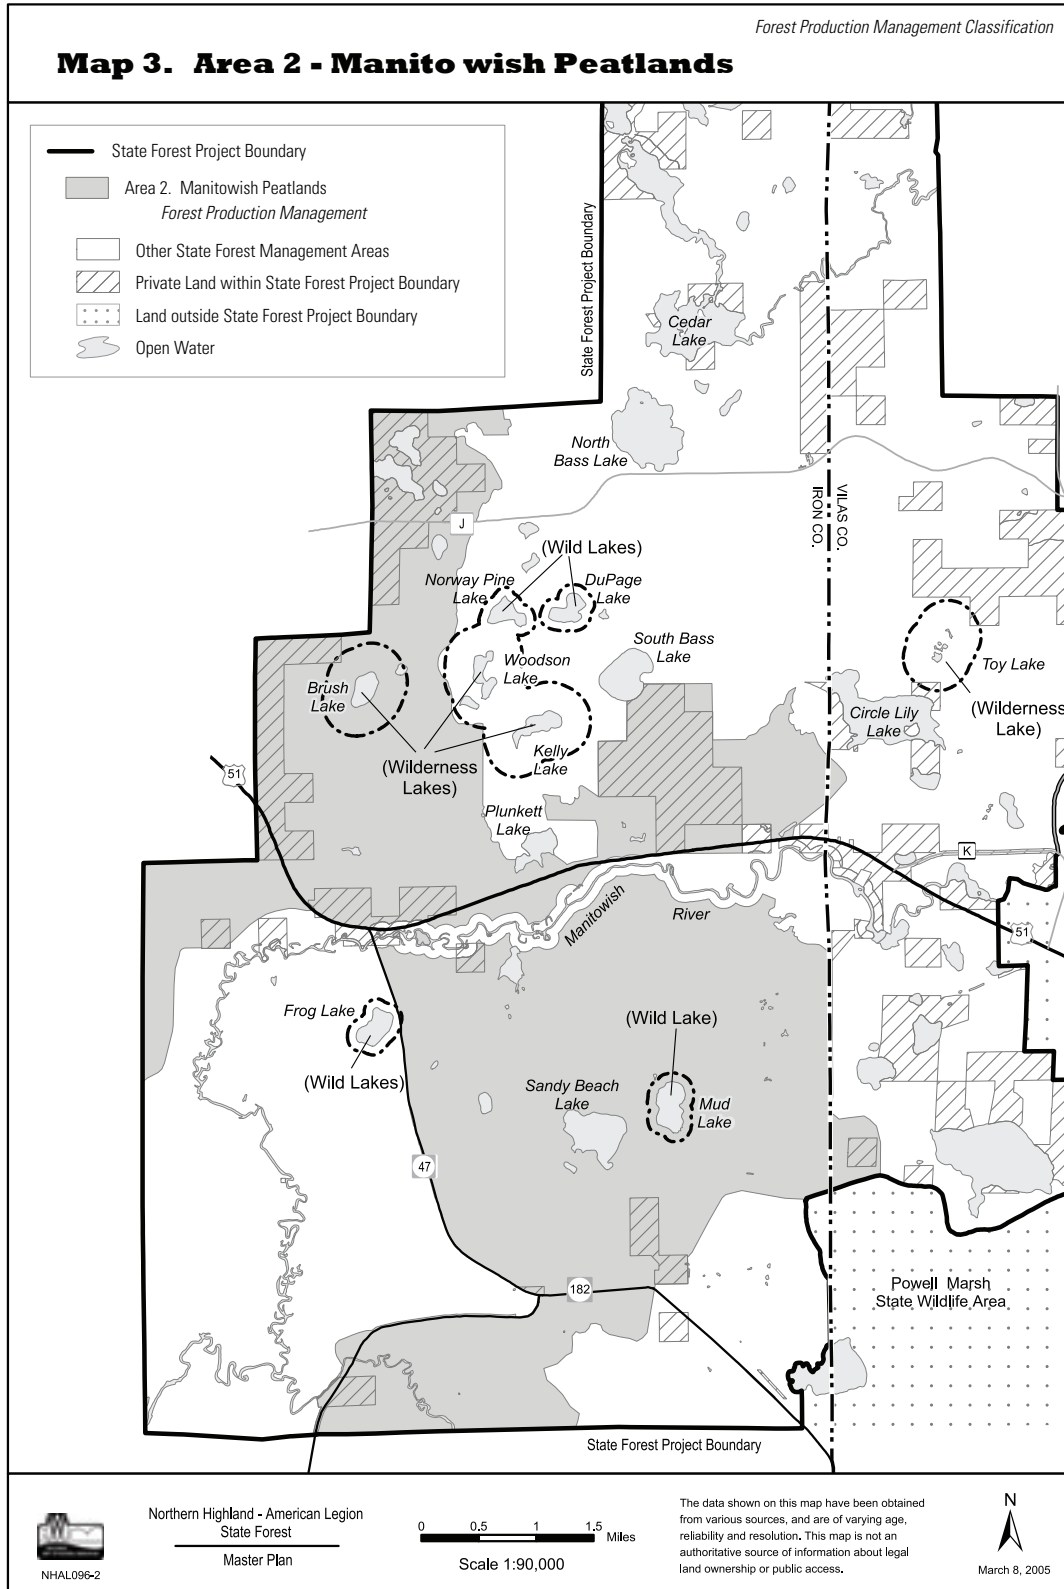 Forest Production Management Classification
Map 3. Area 2 - Manito wish Peatlands
State Forest Project Boundary
Area 2. Manitowish Peatlands
Forest Production Management
Other State Forest Management Areas
Private Land within State Forest Project Boundary
Land outside State Forest Project Boundary
Open Water
State Forest Project Boundary
Cedar
Lake
North
Bass Lake
VILAS CO.
IRON CO.
J
(Wild Lakes)
Norway Pine
Lake
DuPage
Lake
South Bass
Lake
Woodson
Lake
Toy Lake
Brush
Lake
(Wilderness
Lake)
Circle Lily
Lake
Kelly
Lake
(Wilderness
Lakes)
51
Plunkett
Lake
K
Manitowish
River
51
Frog Lake
(Wild Lake)
(Wild Lakes)
Sandy Beach
Lake
Mud
Lake
47
182
Powell Marsh
State Wildlife Area
State Forest Project Boundary
NHAL096-2
Northern Highland - American Legion
State Forest
Master Plan
0 0.5 1 1.5
Miles
Scale 1:90,000
The data shown on this map have been obtained
from various sources, and are of varying age,
reliability and resolution. This map is not an
authoritative source of information about legal
land ownership or public access.
N
March 8, 2005